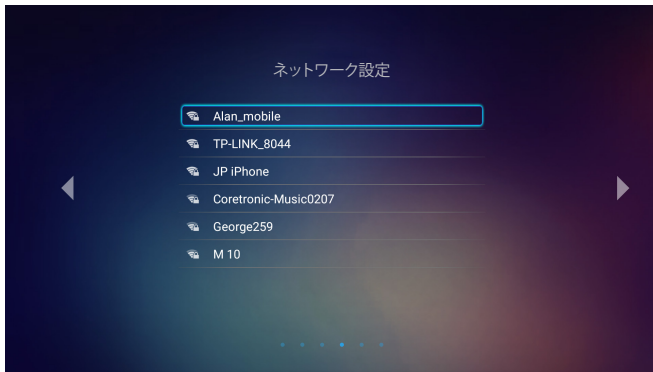 ネットワーク設定
Alan_mobile
TP-LINK_8044
JP iPhone
Coretronic-Music0207
George259
M 10